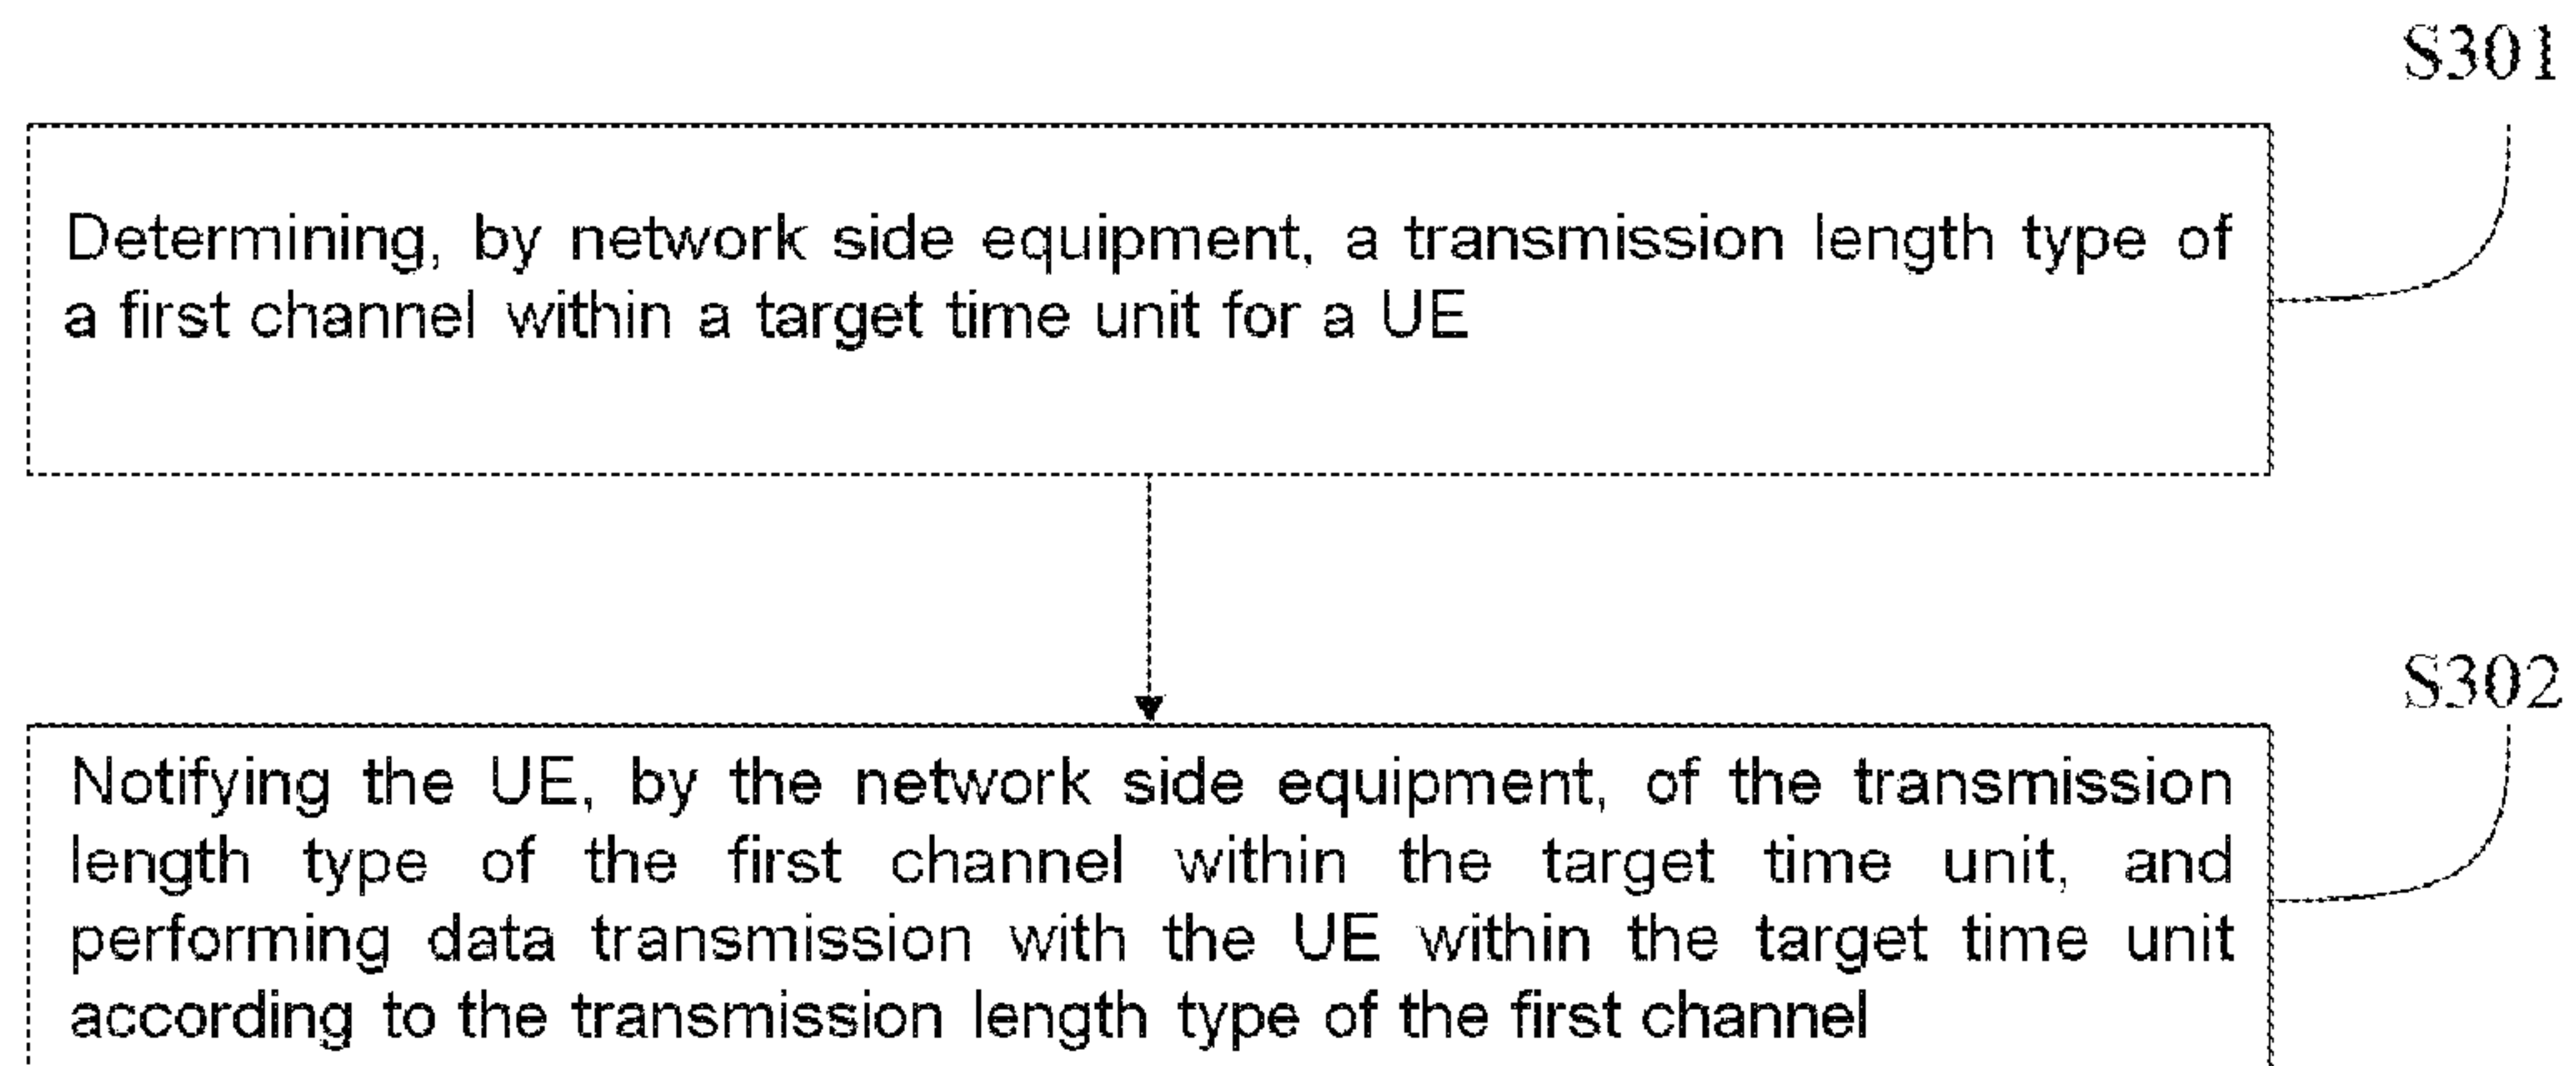 S301
Determining, by network side equipment, a transmission length type of
a first channel within a target time unit for a UE
S302
Notifying the UE, by the network side equipment, of the transmission
length type of the first channel within the target time unit, and
performing data transmission with the UE within the target time unit
according to the transmission length type of the first channel